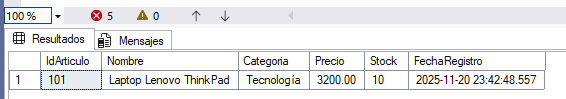 100 % 5 0
Resultados Mensajes
IdArticulo Nombre Categoria Precio Stock FechaRegistro
1 101 Laptop Lenovo ThinkPad Tecnología 3200.00 10 2025-11-20 23:42:48.557